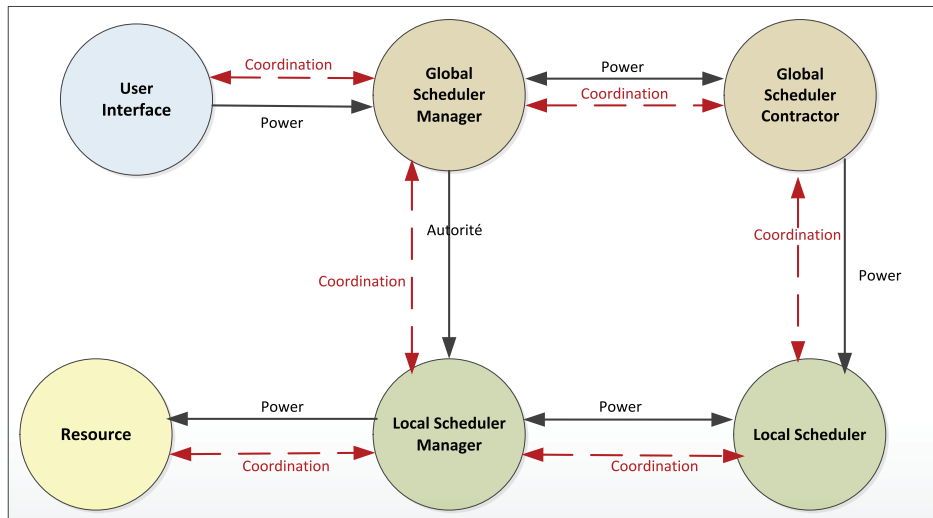 Coordination
User
Interface
Power
Global
Scheduler
Manager
Power
Coordination
Global
Scheduler
Contractor
Autorité
Coordination
Coordination
Power
Resource
Power
Coordination
Local Scheduler
Manager
Power
Coordination
Local Scheduler